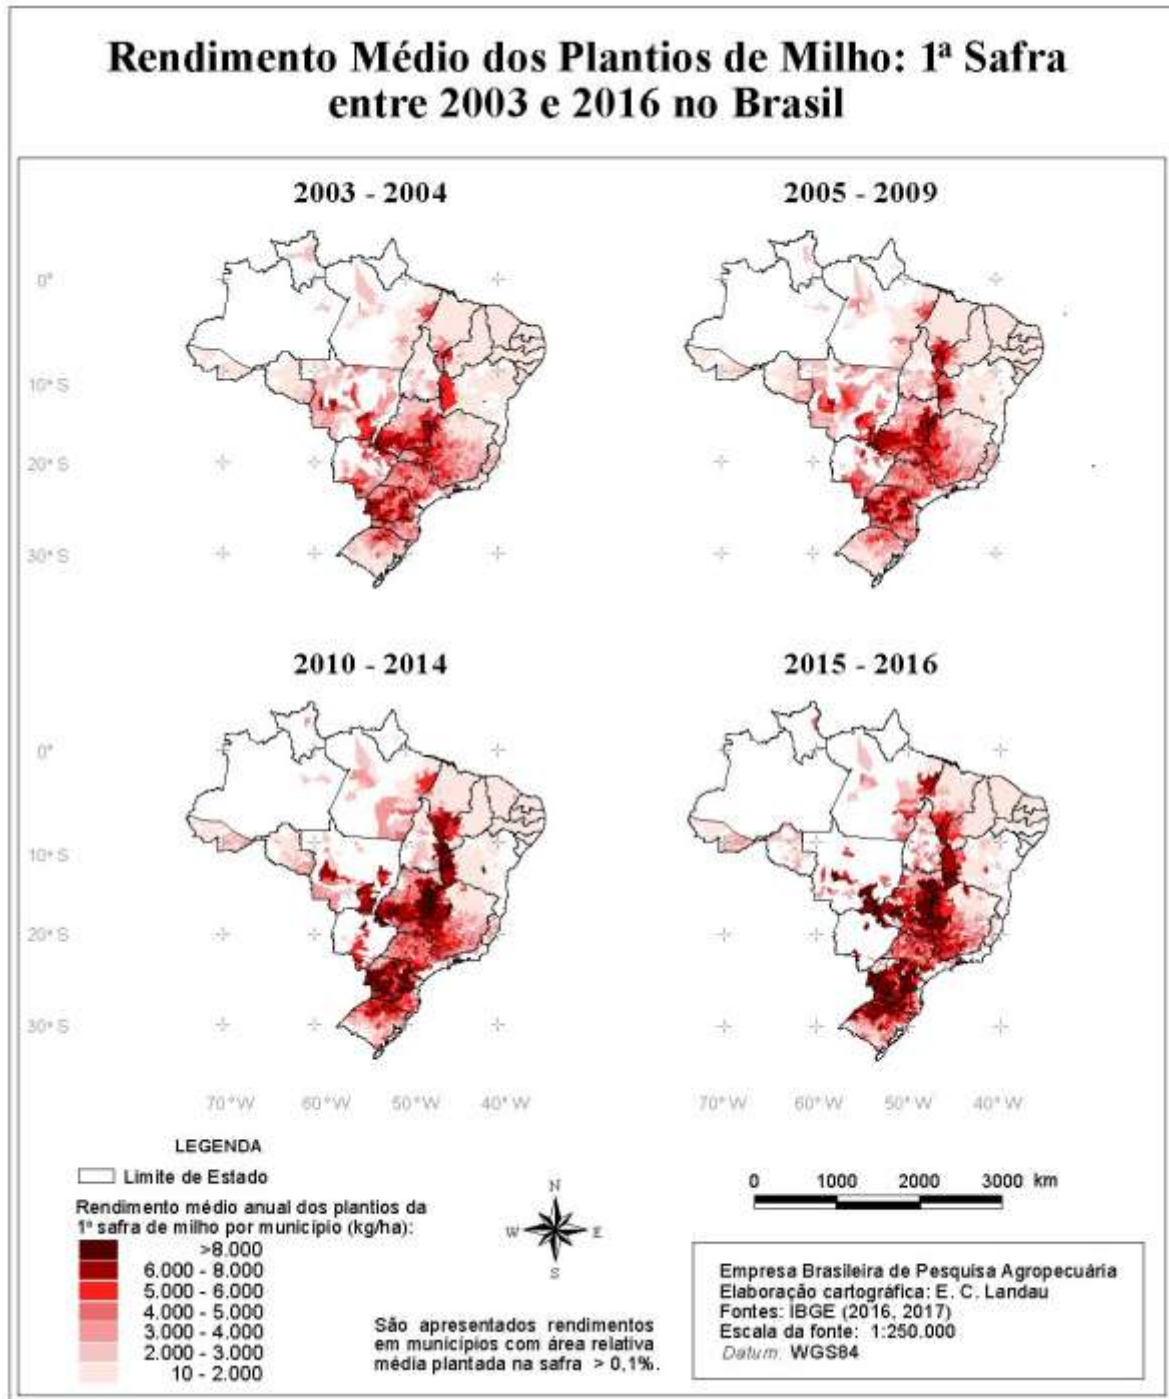 Rendimento Médio dos Plantios de Milho: 1ª Safra
entre 2003 e 2016 no Brasil
2003 - 2004
2005 - 2009
0°
10° S
20° S
30° S
2010 - 2014
2015 - 2016
0°
10° S
20° S
30° S
70° W 60° W 50° W 40° W
70° W 60° W 50° W 40° W
LEGENDA
Limite de Estado
Rendimento médio anual dos plantios da
1ª safra de milho por município (kg/ha):
>8.000
6.000 - 8.000
5.000 - 6.000
4.000 - 5.000
3.000 - 4.000
2.000 - 3.000
10 - 2.000
N
W E
S
São apresentados rendimentos
em municípios com área relativa
média plantada na safra > 0,1%.
0 1000 2000 3000 km
Empresa Brasileira de Pesquisa Agropecuária
Elaboração cartográfica: E. C. Landau
Fontes: IBGE (2016, 2017)
Escala da fonte: 1:250.000
Datum: WGS84